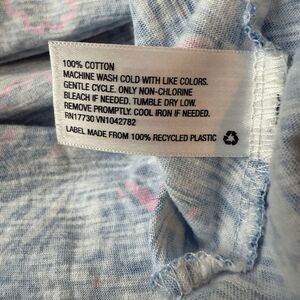 100% COTTON
MACHINE WASH COLD WITH LIKE COLORS.
GENTLE CYCLE. ONLY NON-CHLORINE
BLEACH IF NEEDED. TUMBLE DRY LOW.
REMOVE PROMPTLY. COOL IRON IF NEEDED.
RN17730 VN1042782
LABEL MADE FROM 100% RECYCLED PLASTIC